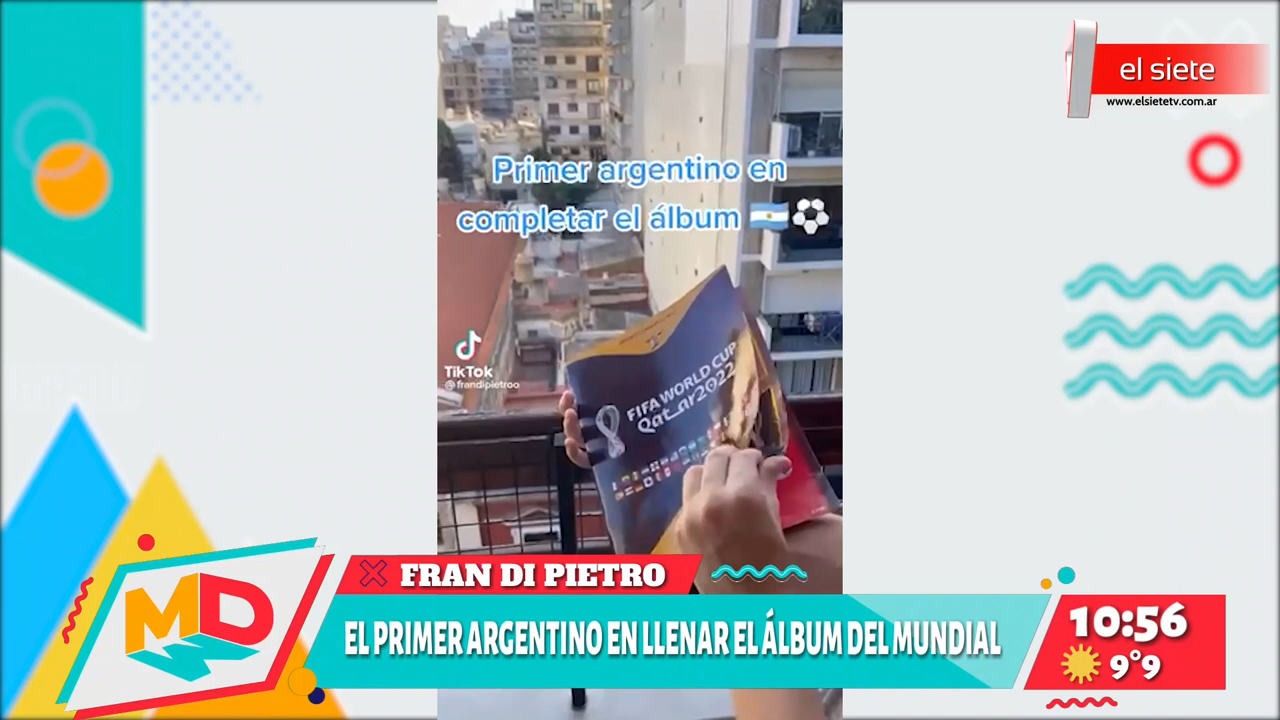 el siete
www.elsietetv.com.ar
Primer argentino en
completar el álbum
TikTok
@frandipietroo
FIFA WORLD CUP
Qatar2022
MD
FRAN DI PIETRO
EL PRIMER ARGENTINO EN LLENAR EL ÁLBUM DEL MUNDIAL
10:56
9°9